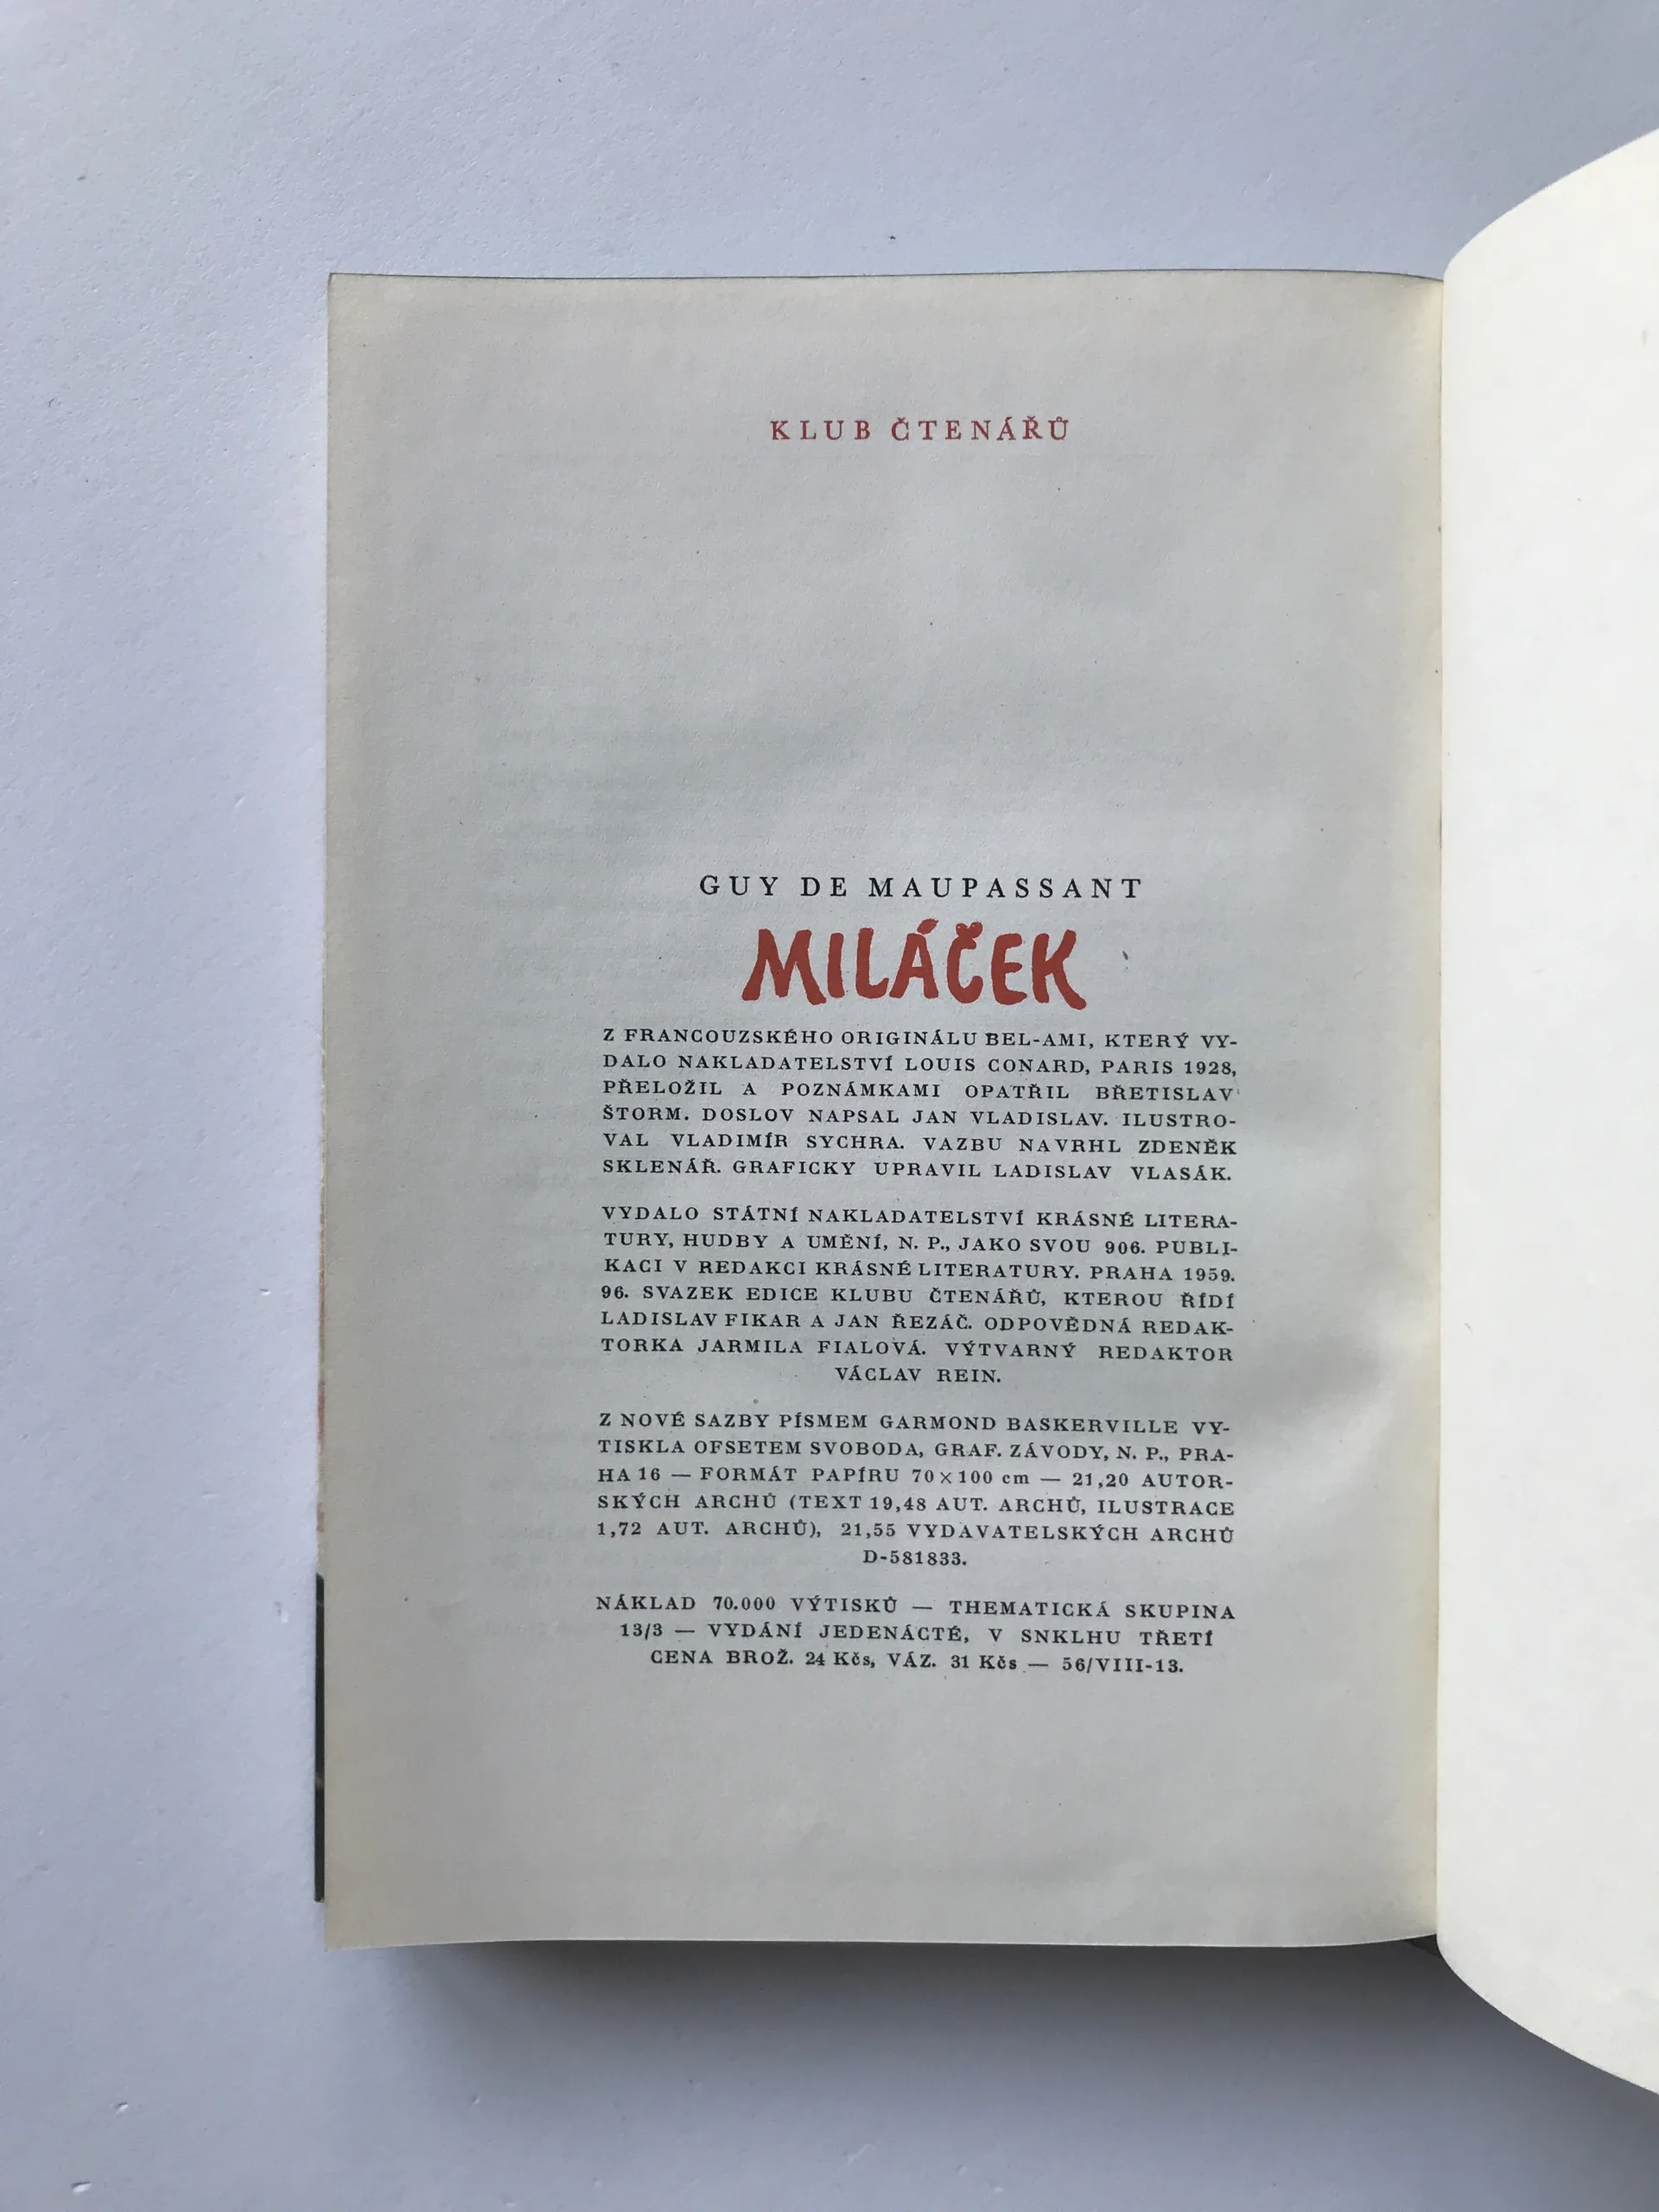 KLUB ČTENÁŘŮ
GUY DE MAUPASSANT
MILÁČEK
Z FRANCOUZSKÉHO ORIGINÁLU BEL-AMI, KTERÝ VY-
DALO NAKLADATELSTVÍ LOUIS CONARD, PARIS 1928,
PŘELOŽIL A POZNÁMKAMI OPATŘIL BŘETISLAV
ŠTORM. DOSLOV NAPSAL JAN VLADISLAV. ILUSTRO-
VAL VLADIMÍR SYCHRA. VAZBU NAVRHL ZDENĚK
SKLENÁŘ. GRAFICKY UPRAVIL LADISLAV VLASÁK.
VYDALO STÁTNÍ NAKLADATELSTVÍ KRÁSNÉ LITERA-
TURY, HUDBY A UMĚNÍ, N. P., JAKO SVOU 906. PUBLI-
KACI V REDAKCI KRÁSNÉ LITERATURY. PRAHA 1959.
96. SVAZEK EDICE KLUBU ČTENÁŘŮ, KTEROU ŘÍDÍ
LADISLAV FIKAR A JAN ŘEZÁČ. ODPOVĚDNÁ REDAK-
TORKA JARMILA FIALOVÁ. VÝTVARNÝ REDAKTOR
VÁCLAV REIN.
Z NOVÉ SAZBY PÍSMEM GARMOND BASKERVILLE VY-
TISKLA OFSETEM SVOBODA, GRAF. ZÁVODY, N. P., PRA-
HA 16 — FORMÁT PAPÍRU 70×100 cm — 21,20 AUTOR-
SKÝCH ARCHŮ (TEXT 19,48 AUT. ARCHŮ, ILUSTRACE
1,72 AUT. ARCHŮ), 21,55 VYDAVATELSKÝCH ARCHŮ
D-581833.
NÁKLAD 70.000 VÝTISKŮ — THEMATICKÁ SKUPINA
13/3 — VYDÁNÍ JEDENÁCTÉ, V SNKLHU TŘETÍ
CENA BROŽ. 24 Kčs, VÁZ. 31 Kčs — 56/VIII-13.